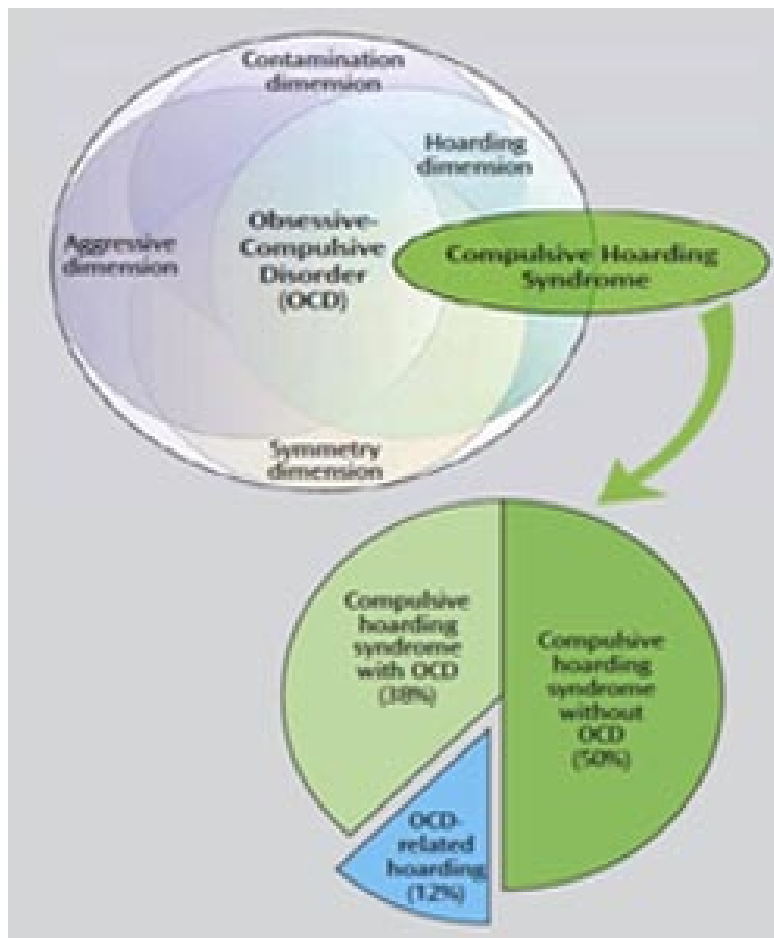 Contamination
dimension
Hoarding
dimension
Obsessive-
Compulsive
Disorder
(OCD)
Aggressive
dimension
Compulsive Hoarding
Syndrome
Symmetry
dimension
Compulsive
hoarding
syndrome
with OCD
(38%)
Compulsive
hoarding
syndrome
without
OCD
(50%)
OCD-
related
hoarding
(12%)